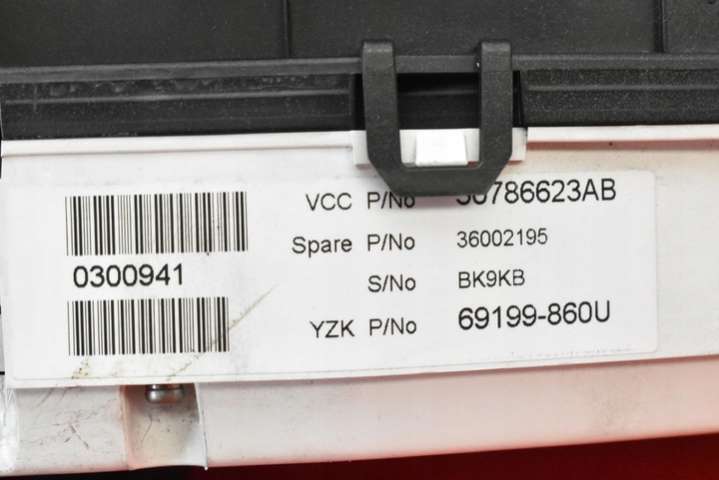 VCC P/No 30786623AB
Spare P/No 36002195
0300941
S/No BK9KB
YZK P/No 69199-860U